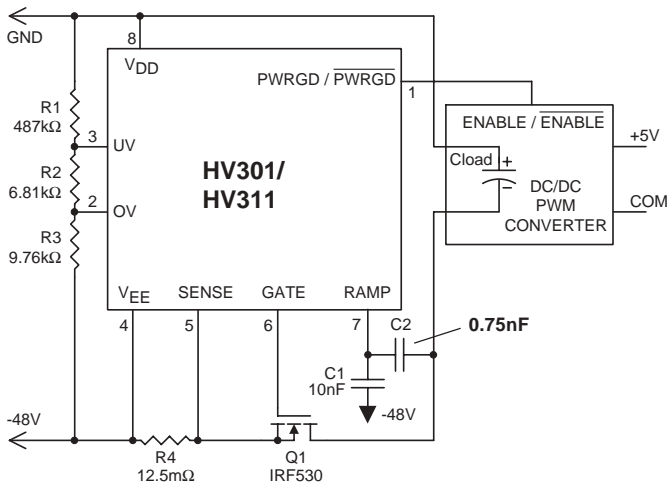 GND
8
VDD
PWRGD / PWRGD
1
R1
487kΩ
3
UV
ENABLE / ENABLE
+5V
HV301/
HV311
Cload
+
–
DC/DC
PWM
CONVERTER
COM
R2
6.81kΩ
2
OV
R3
9.76kΩ
VEE
SENSE
GATE
RAMP
4
5
6
7
C2
0.75nF
C1
10nF
-48V
-48V
R4
12.5mΩ
Q1
IRF530